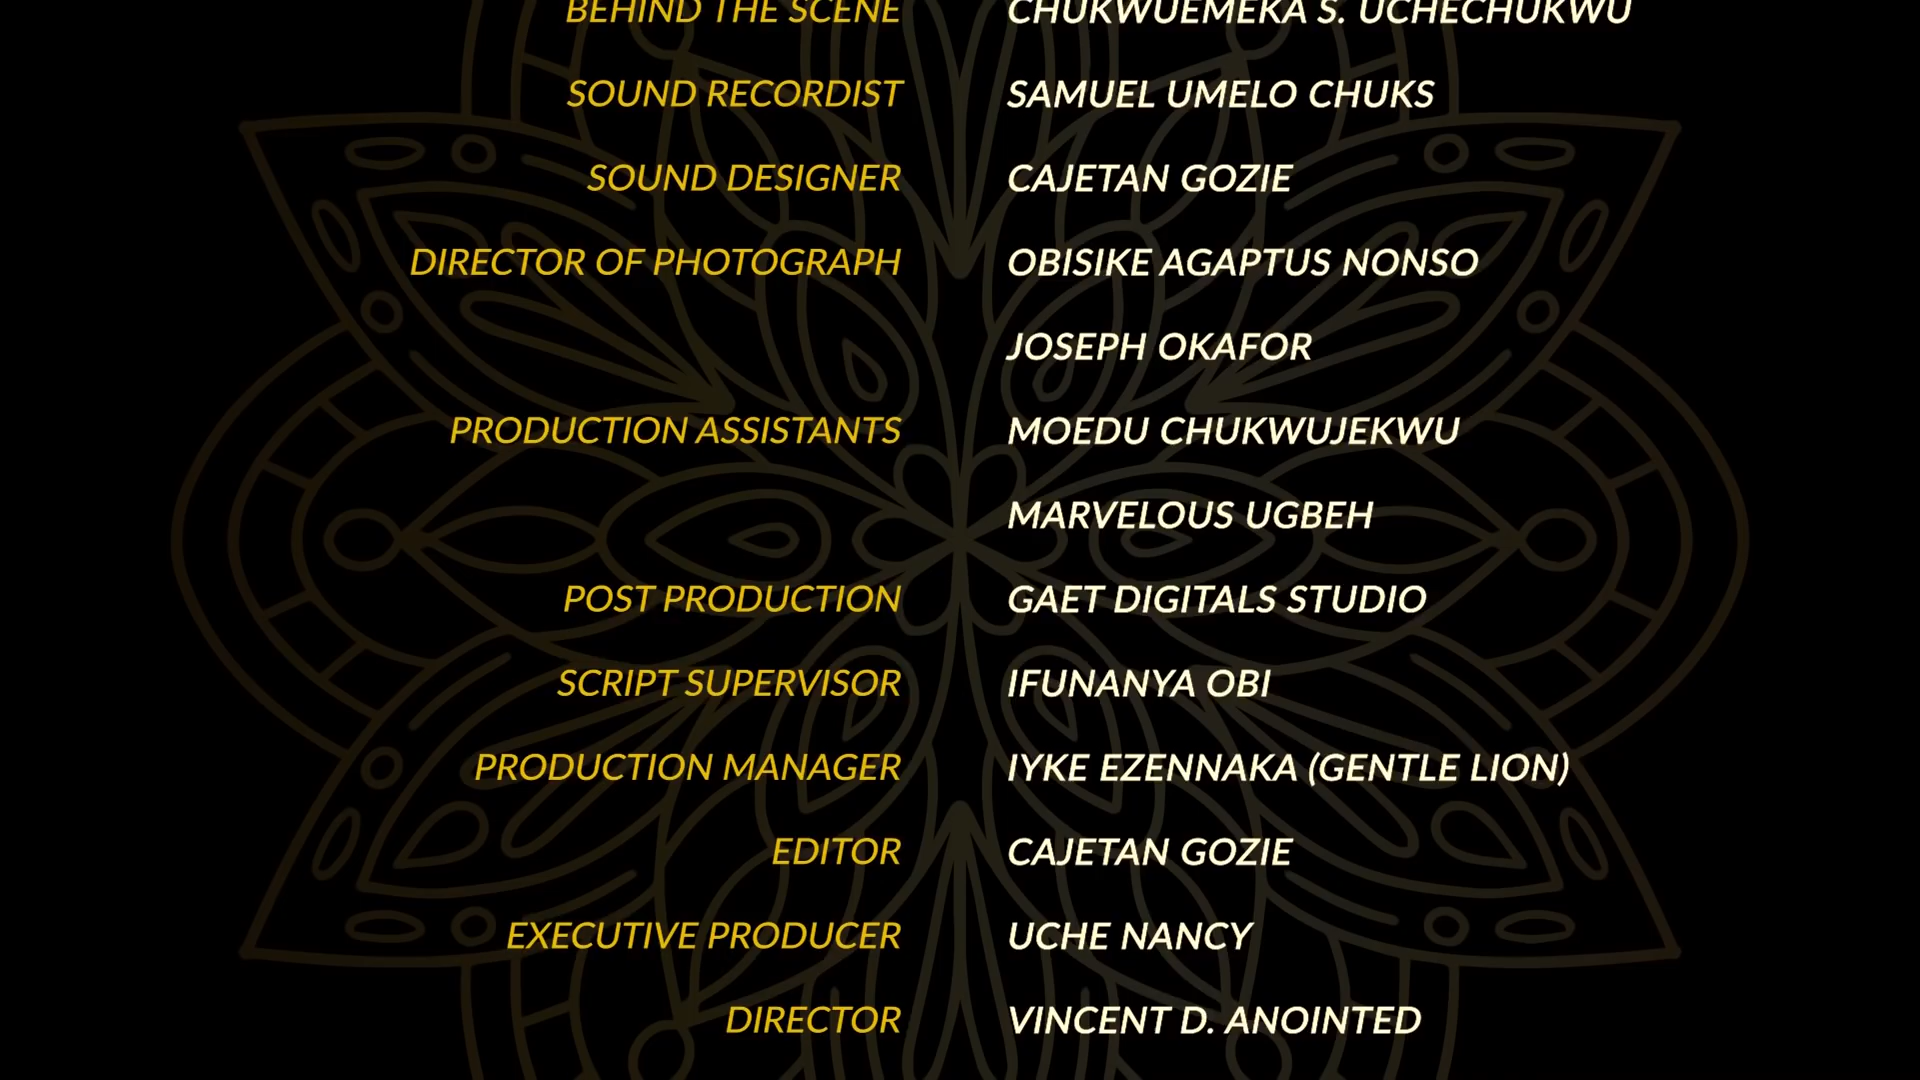 BEHIND THE SCENE CHUKWUEMEKA S. UCHECHUKWU
SOUND RECORDIST SAMUEL UMELO CHUKS
SOUND DESIGNER CAJETAN GOZIE
DIRECTOR OF PHOTOGRAPH OBISIKE AGAPTUS NONSO
JOSEPH OKAFOR
PRODUCTION ASSISTANTS MOEDU CHUKWUJEKWU
MARVELOUS UGBEH
POST PRODUCTION GAET DIGITALS STUDIO
SCRIPT SUPERVISOR IFUNANYA OBI
PRODUCTION MANAGER IYKE EZENNAKA (GENTLE LION)
EDITOR CAJETAN GOZIE
EXECUTIVE PRODUCER UCHE NANCY
DIRECTOR VINCENT D. ANOINTED